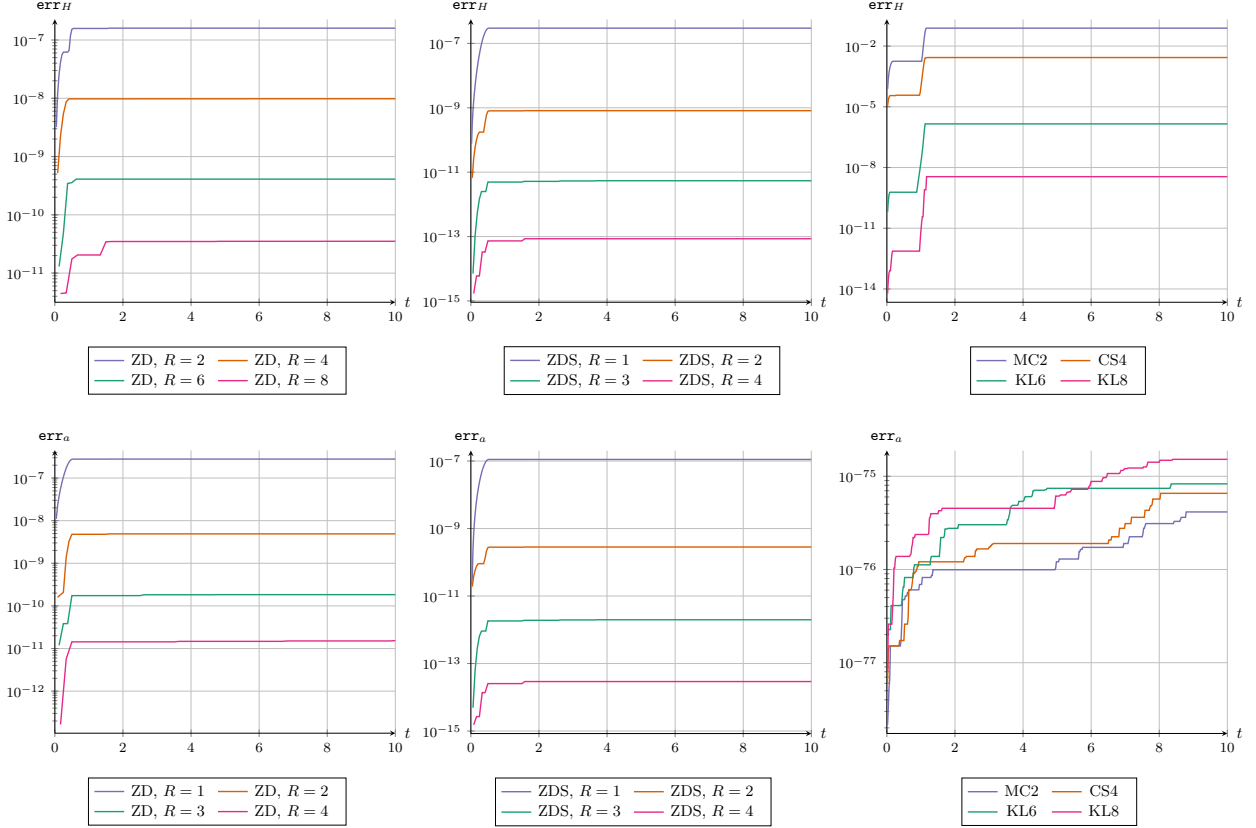 err_H
10^−7
10^−8
10^−9
10^−10
10^−11
0 2 4 6 8 10 t
ZD, R = 2 ZD, R = 4
ZD, R = 6 ZD, R = 8
err_H
10^−7
10^−9
10^−11
10^−13
10^−15
0 2 4 6 8 10 t
ZDS, R = 1 ZDS, R = 2
ZDS, R = 3 ZDS, R = 4
err_H
10^−2
10^−5
10^−8
10^−11
10^−14
0 2 4 6 8 10 t
MC2 CS4
KL6 KL8
err_a
10^−7
10^−8
10^−9
10^−10
10^−11
10^−12
0 2 4 6 8 10 t
ZD, R = 1 ZD, R = 2
ZD, R = 3 ZD, R = 4
err_a
10^−7
10^−9
10^−11
10^−13
10^−15
0 2 4 6 8 10 t
ZDS, R = 1 ZDS, R = 2
ZDS, R = 3 ZDS, R = 4
err_a
10^−75
10^−76
10^−77
0 2 4 6 8 10 t
MC2 CS4
KL6 KL8